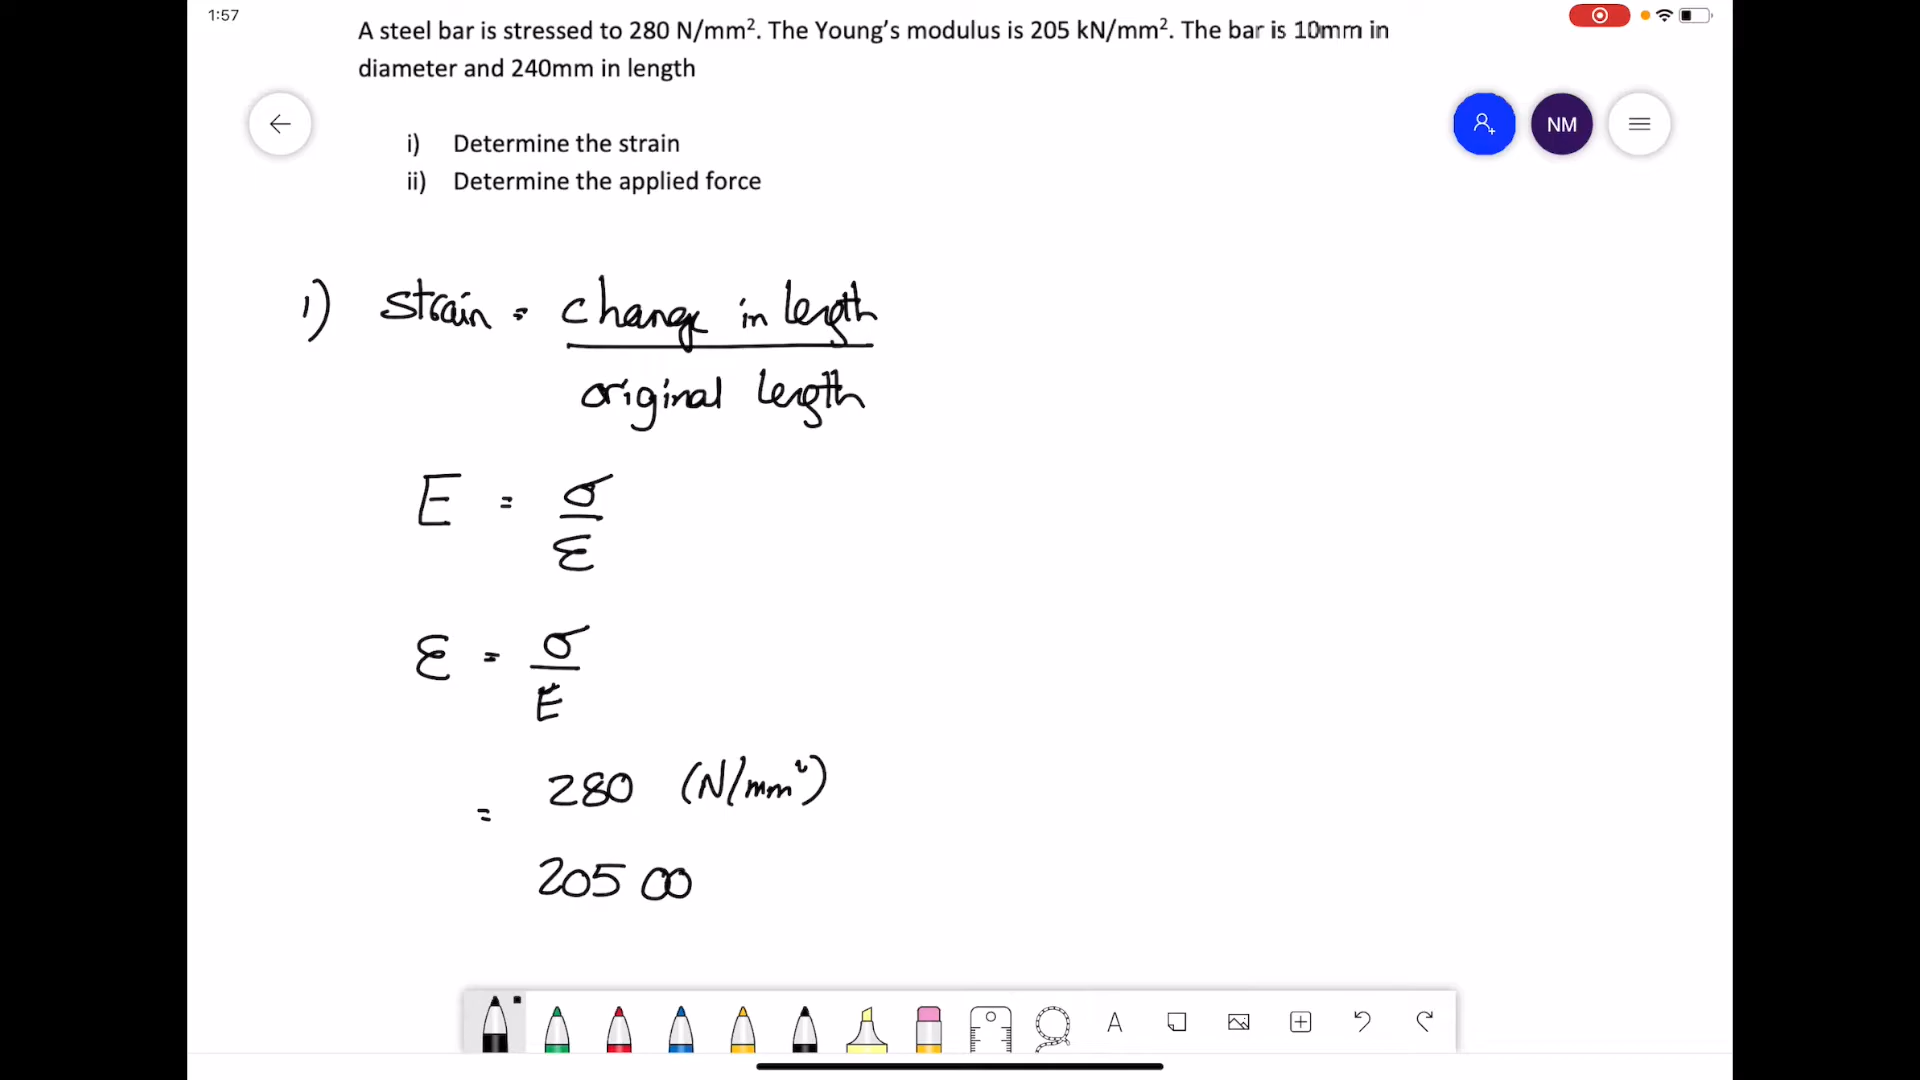 1:57
A steel bar is stressed to 280 N/mm². The Young's modulus is 205 kN/mm². The bar is 10mm in
diameter and 240mm in length
NM
i) Determine the strain
ii) Determine the applied force
1) strain = change in length
original length
E = σ
ε
ε = σ
E
= 280 (N/mm²)
205 00
A